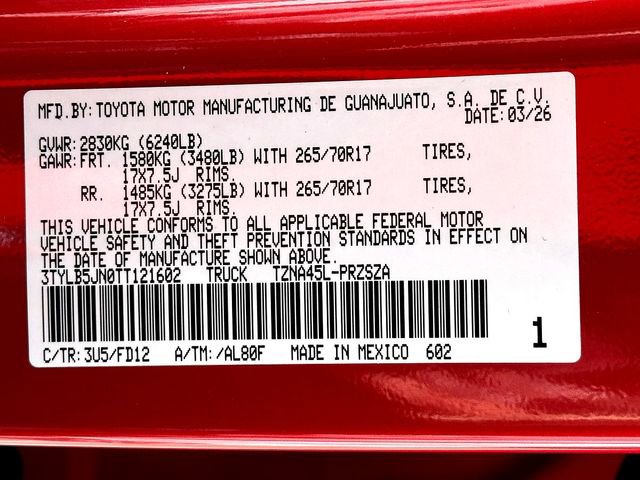 MFD.BY:TOYOTA MOTOR MANUFACTURING DE GUANAJUATO, S.A. DE C.V.
DATE:03/26
GVWR:2830KG (6240LB)
GAWR:FRT. 1580KG (3480LB) WITH 265/70R17 TIRES,
17X7.5J RIMS.
RR. 1485KG (3275LB) WITH 265/70R17 TIRES,
17X7.5J RIMS.
THIS VEHICLE CONFORMS TO ALL APPLICABLE FEDERAL MOTOR
VEHICLE SAFETY AND THEFT PREVENTION STANDARDS IN EFFECT ON
THE DATE OF MANUFACTURE SHOWN ABOVE.
3TYLB5JN0TT121602 TRUCK TZNA45L-PRZSZA
1
C/TR:3U5/FD12 A/TM:/AL80F MADE IN MEXICO 602